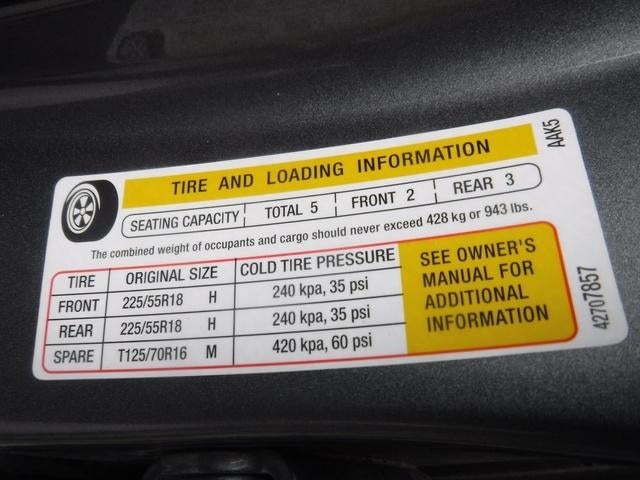 TIRE AND LOADING INFORMATION
AAK5
SEATING CAPACITY TOTAL 5 FRONT 2 REAR 3
The combined weight of occupants and cargo should never exceed 428 kg or 943 lbs.
TIRE ORIGINAL SIZE COLD TIRE PRESSURE
FRONT 225/55R18 H 240 kpa, 35 psi
REAR 225/55R18 H 240 kpa, 35 psi
SPARE T125/70R16 M 420 kpa, 60 psi
SEE OWNER'S
MANUAL FOR
ADDITIONAL
INFORMATION
42707857